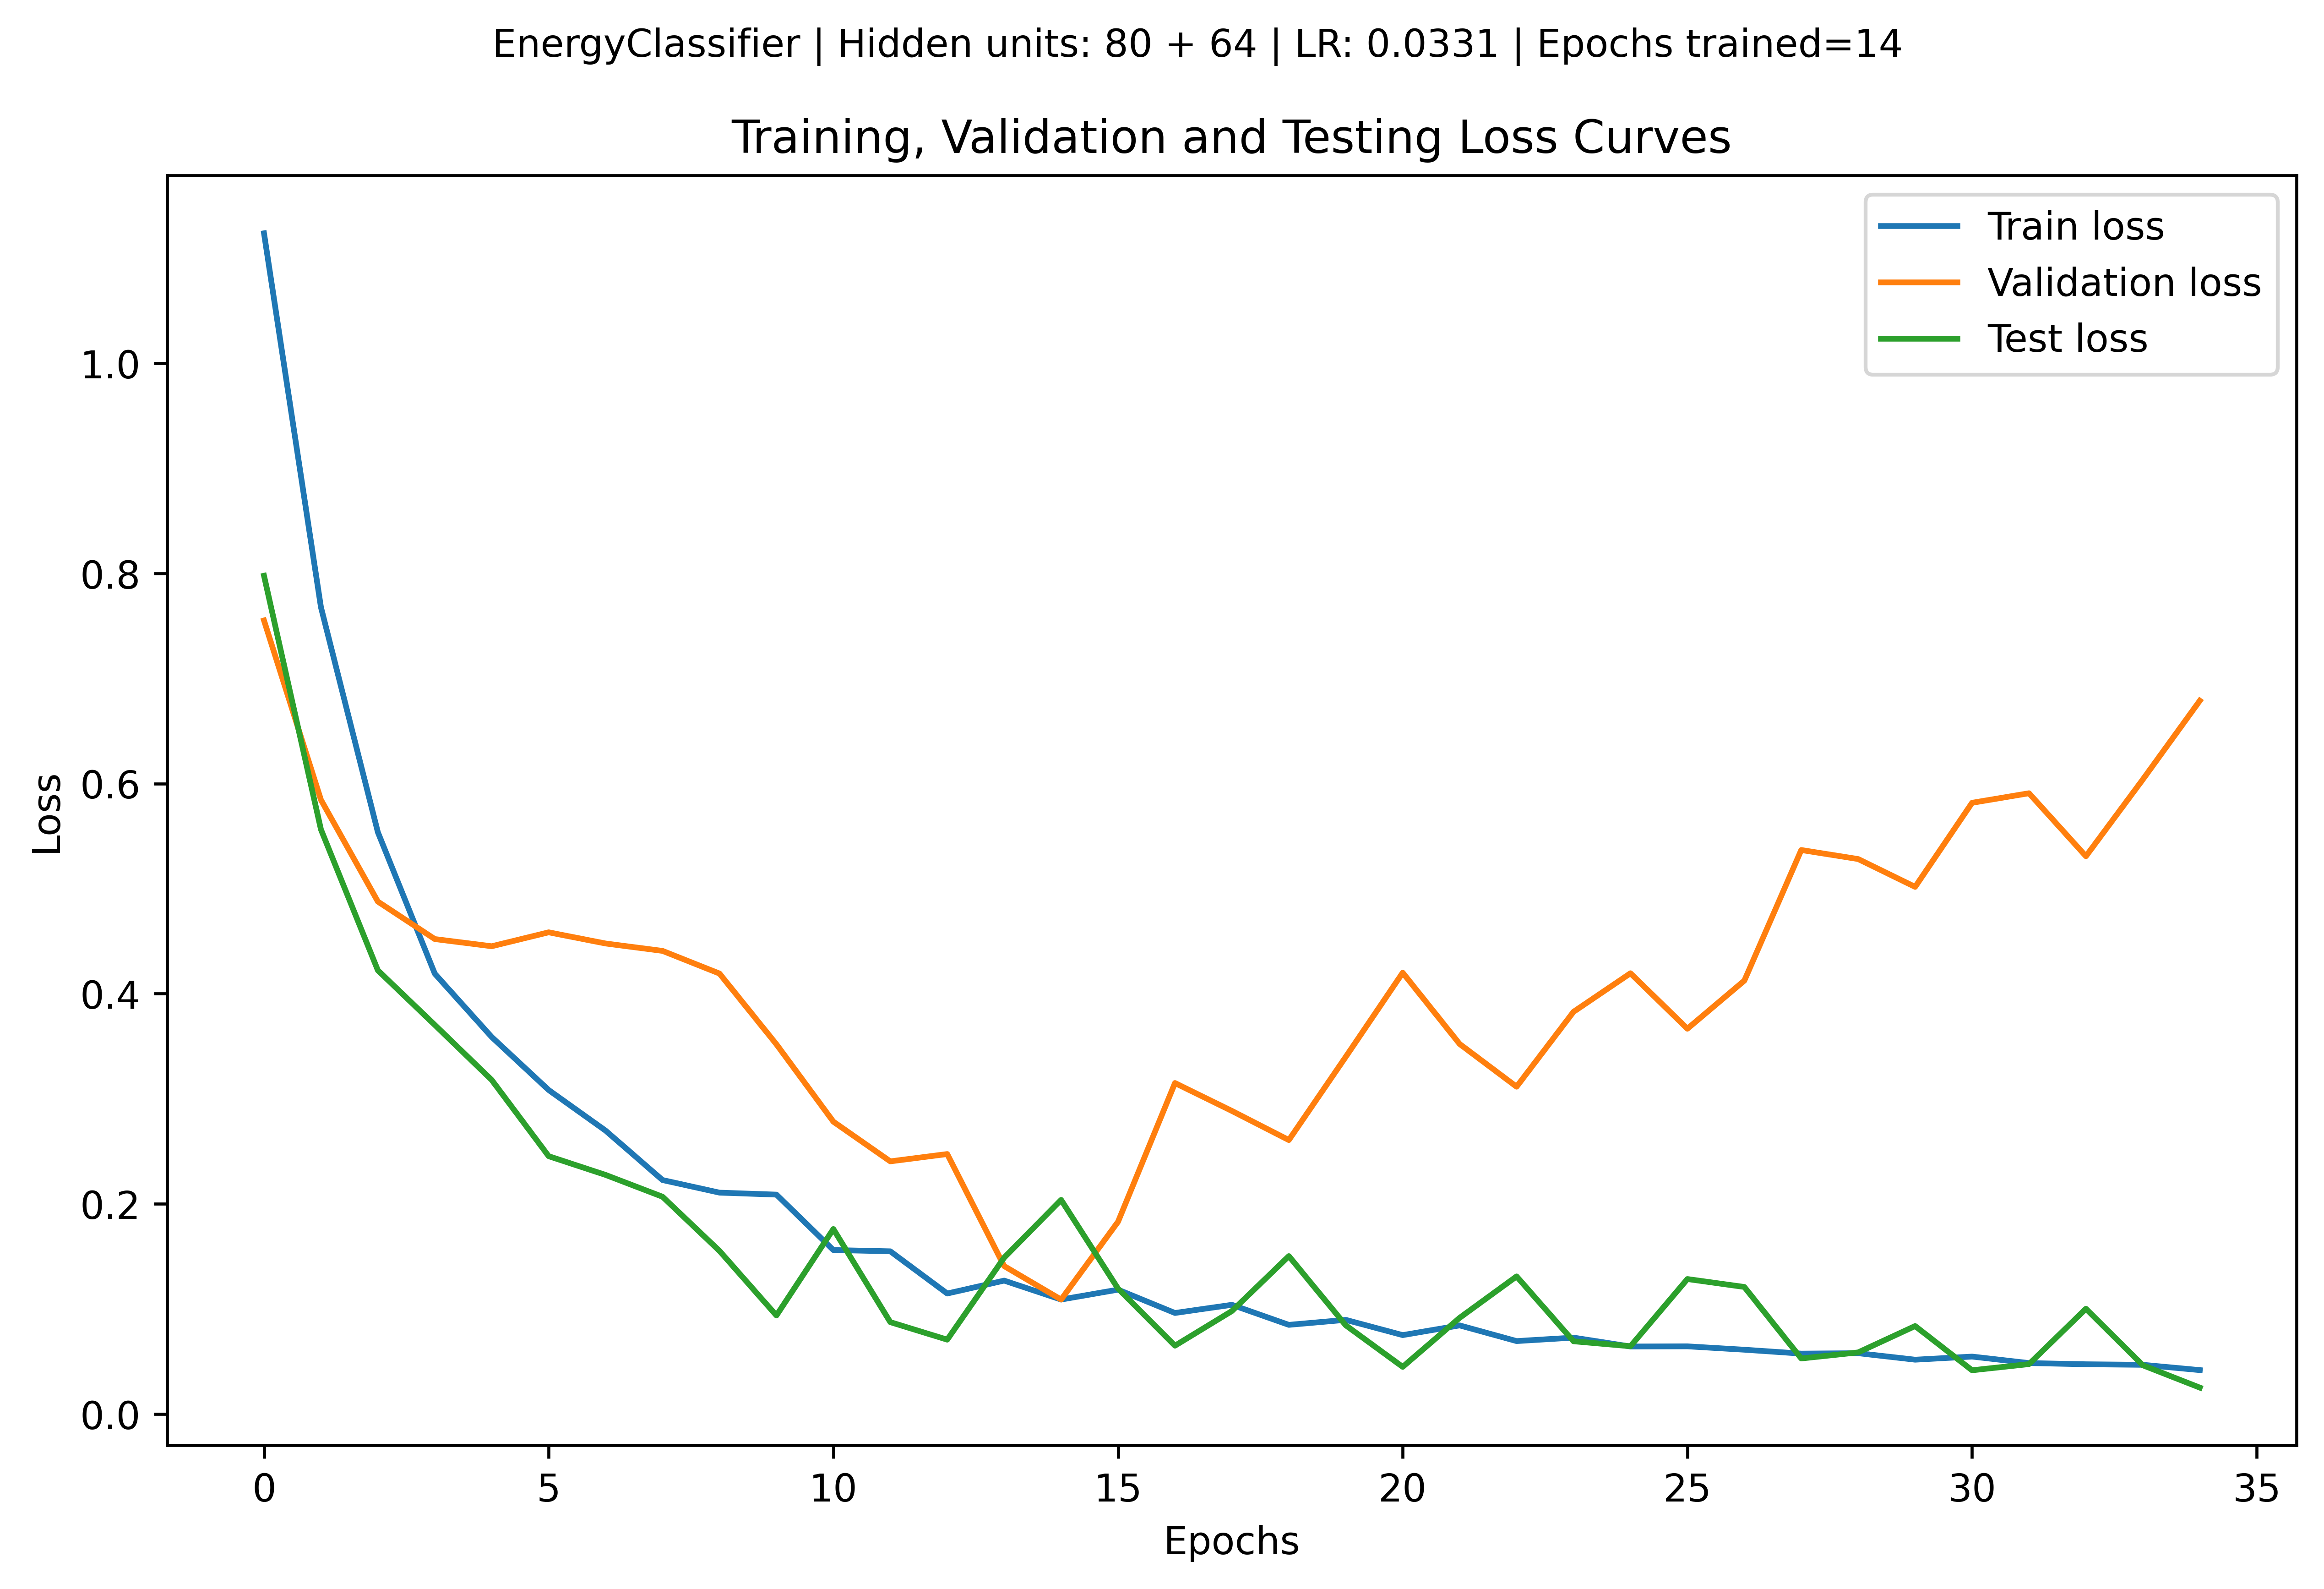 EnergyClassifier | Hidden units: 80 + 64 | LR: 0.0331 | Epochs trained=14
Training, Validation and Testing Loss Curves
Train loss
Validation loss
Test loss
Loss
1.0
0.8
0.6
0.4
0.2
0.0
0 5 10 15 20 25 30 35
Epochs